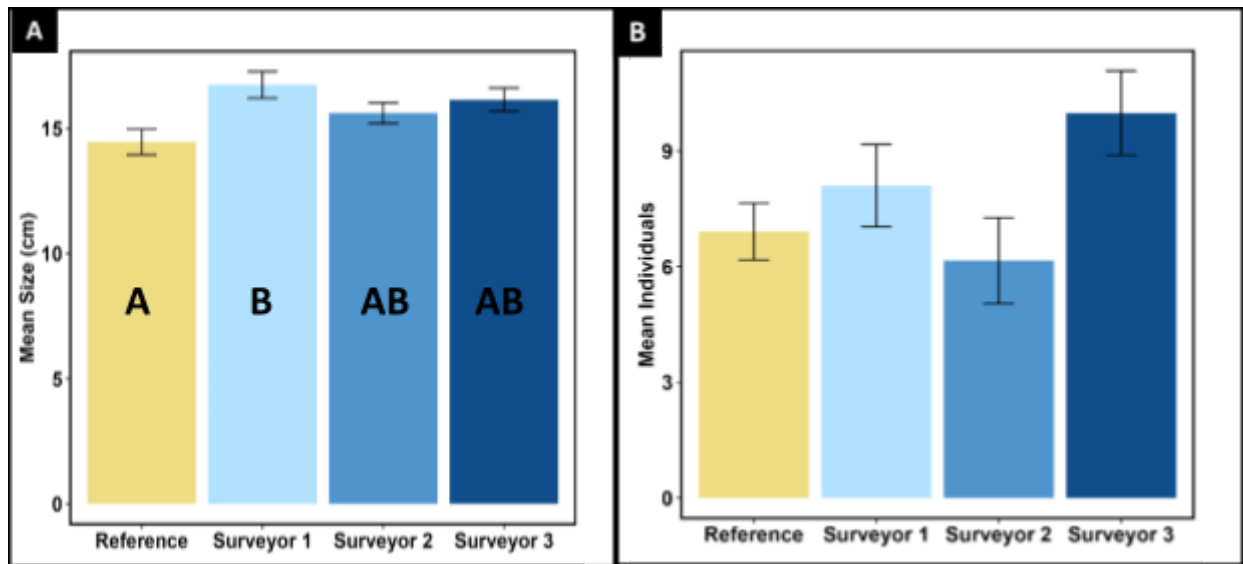 A
Mean Size (cm)
15
10
5
0
A
B
AB
AB
Reference
Surveyor 1
Surveyor 2
Surveyor 3
B
Mean Individuals
9
6
3
0
Reference
Surveyor 1
Surveyor 2
Surveyor 3